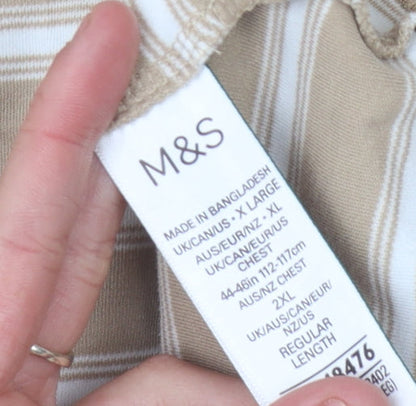 M&S
MADE IN BANGLADESH
UK/CAN/US · X LARGE
AUS/EUR/NZ · XL
UK/CAN/EUR/US
CHEST
44-46in 112-117cm
AUS/NZ CHEST
2XL
UK/AUS/CAN/EUR/
NZ/US
REGULAR
LENGTH